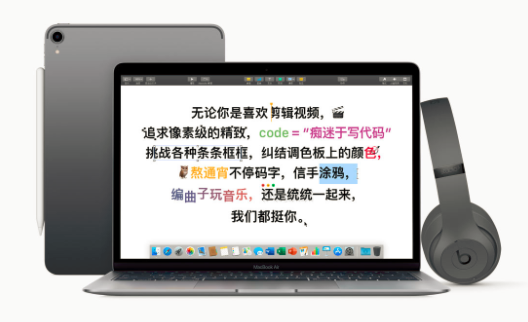 无论你是喜欢剪辑视频，🎬
追求像素级的精致，code = “痴迷于写代码”
挑战各种条条框框，纠结调色板上的颜色，
🦉熬通宵不停码字，信手涂鸦，
编曲子玩音乐，还是统统一起来，
我们都挺你。
MacBook Air